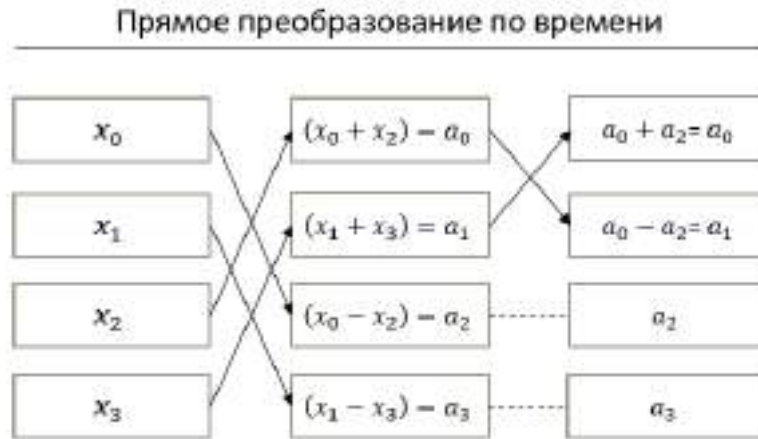 Прямое преобразование по времени
x₀ (x₀ + x₂) = a₀ a₀ + a₂= a₀
x₁ (x₁ + x₃) = a₁ a₀ − a₂= a₁
x₂ (x₀ − x₂) = a₂ a₂
x₃ (x₁ − x₃) = a₃ a₃